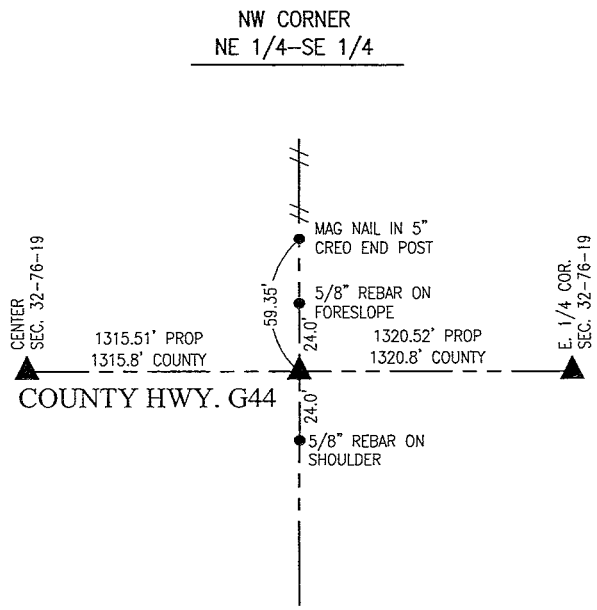 NW CORNER
NE 1/4-SE 1/4
MAG NAIL IN 5"
CREO END POST
59.35'
5/8" REBAR ON
FORESLOPE
24.0'
CENTER
SEC. 32-76-19
1315.51' PROP
1315.8' COUNTY
1320.52' PROP
1320.8' COUNTY
E. 1/4 COR.
SEC. 32-76-19
COUNTY HWY. G44
24.0'
5/8" REBAR ON
SHOULDER